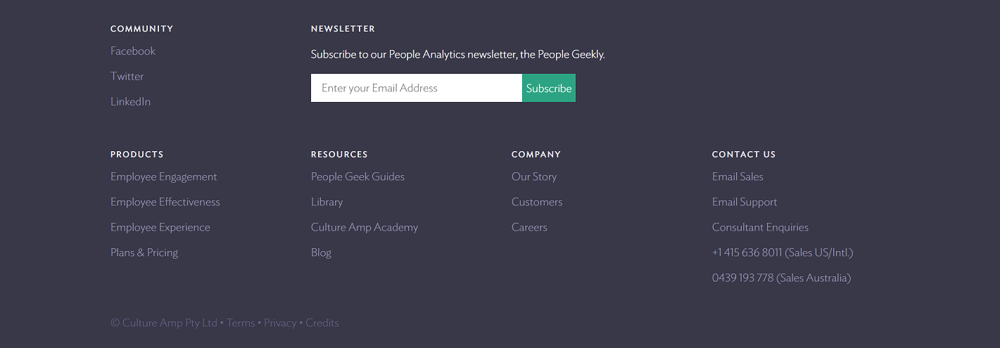 COMMUNITY
Facebook
Twitter
LinkedIn
NEWSLETTER
Subscribe to our People Analytics newsletter, the People Geekly.
Enter your Email Address
Subscribe
PRODUCTS
Employee Engagement
Employee Effectiveness
Employee Experience
Plans & Pricing
RESOURCES
People Geek Guides
Library
Culture Amp Academy
Blog
COMPANY
Our Story
Customers
Careers
CONTACT US
Email Sales
Email Support
Consultant Enquiries
+1 415 636 8011 (Sales US/Intl.)
0439 193 778 (Sales Australia)
© Culture Amp Pty Ltd • Terms • Privacy • Credits